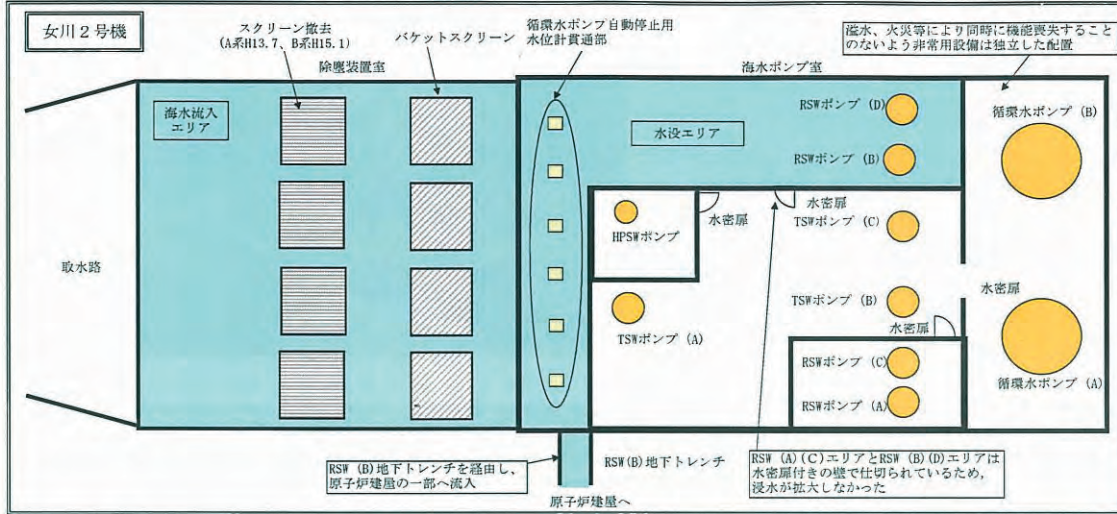 女川2号機
スクリーン撤去
(A系H13.7、B系H15.1)
バケットスクリーン
循環水ポンプ自動停止用
水位計貫通部
溢水、火災等により同時に機能喪失すること
のないよう非常用設備は独立した配置
除塵装置室
海水ポンプ室
海水流入
エリア
水没エリア
RSWポンプ (D)
循環水ポンプ (B)
RSWポンプ (B)
水密扉
水密扉
HPSWポンプ
TSWポンプ (C)
取水路
TSWポンプ (B)
水密扉
水密扉
TSWポンプ (A)
RSWポンプ (C)
循環水ポンプ (A)
RSWポンプ (A)
RSW (B)地下トレンチを経由し、
原子炉建屋の一部へ流入
RSW(B)地下トレンチ
RSW (A)(C)エリアとRSW (B)(D)エリアは
水密扉付きの壁で仕切られているため,
浸水が拡大しなかった
原子炉建屋へ